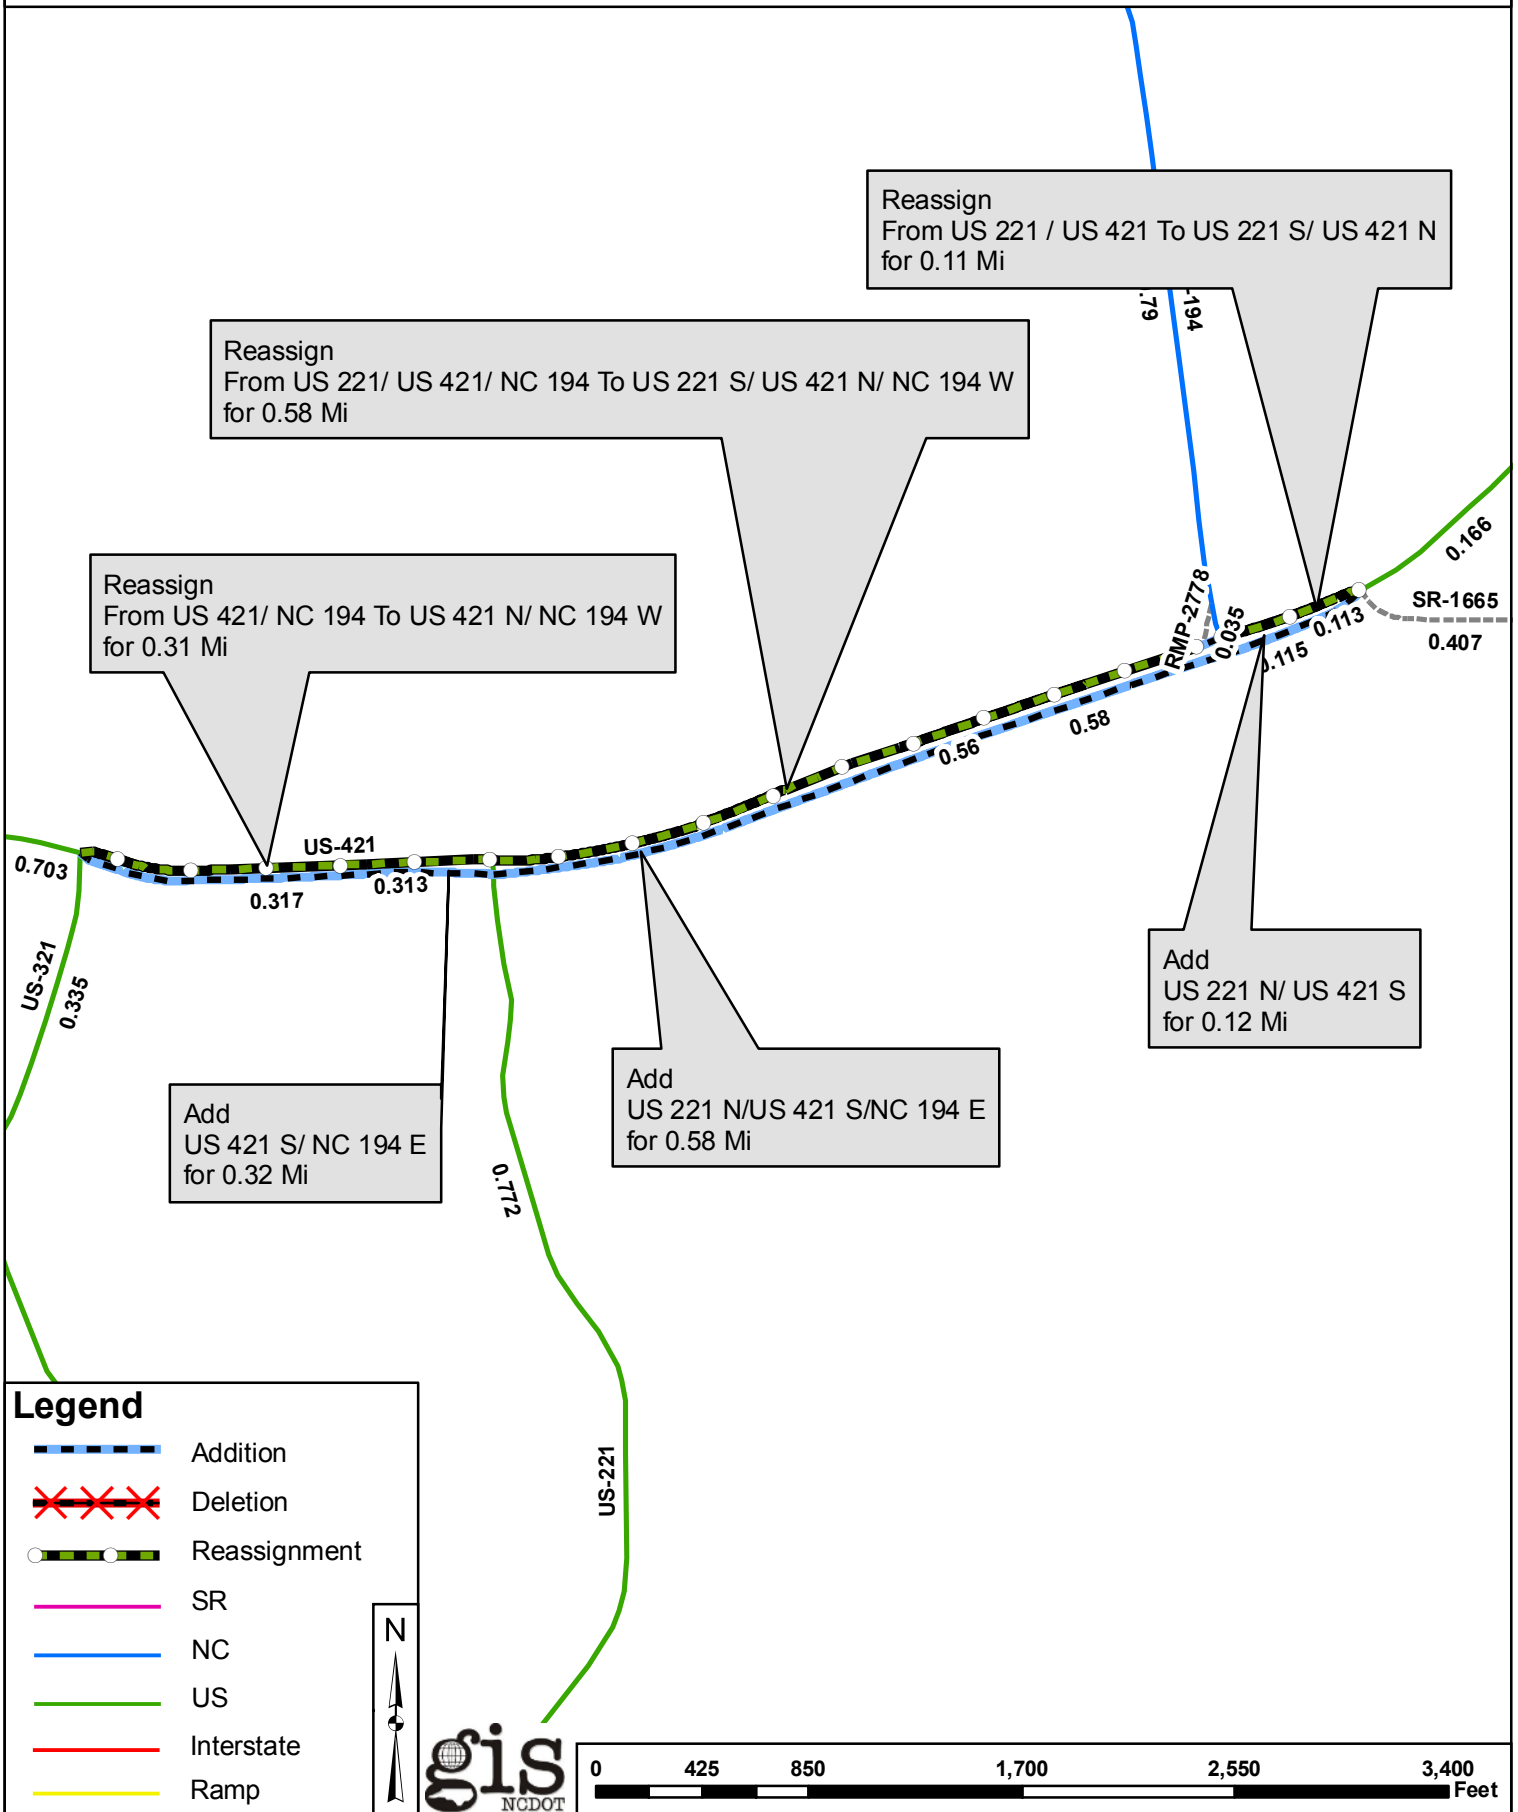 Reassign
From US 221 / US 421 To US 221 S/ US 421 N
for 0.11 Mi
.79
-194
Reassign
From US 221/ US 421/ NC 194 To US 221 S/ US 421 N/ NC 194 W
for 0.58 Mi
0.166
Reassign
From US 421/ NC 194 To US 421 N/ NC 194 W
for 0.31 Mi
RMP-2778
0.035
SR-1665
0.113
0.407
0.115
0.58
0.56
US-421
0.703
0.313
0.317
US-321
0.335
Add
US 221 N/ US 421 S
for 0.12 Mi
Add
US 221 N/US 421 S/NC 194 E
for 0.58 Mi
Add
US 421 S/ NC 194 E
for 0.32 Mi
0.772
US-221
Legend
Addition
Deletion
Reassignment
SR
NC
US
Interstate
Ramp
N
gis
NCDOT
0 425 850 1,700 2,550 3,400
Feet